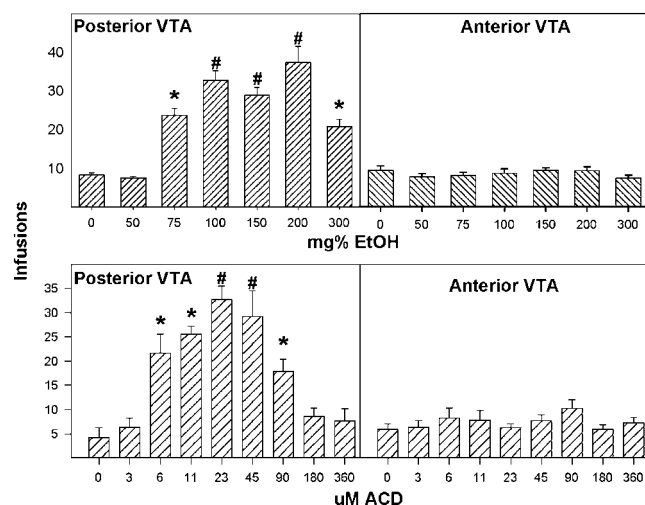 Posterior VTA
Anterior VTA
# # # * *
40
30
20
10
0 50 75 100 150 200 300
0 50 75 100 150 200 300
mg% EtOH
Infusions
Posterior VTA
Anterior VTA
# # * * *
35
30
25
20
15
10
5
0 3 6 11 23 45 90 180 360
0 3 6 11 23 45 90 180 360
uM ACD